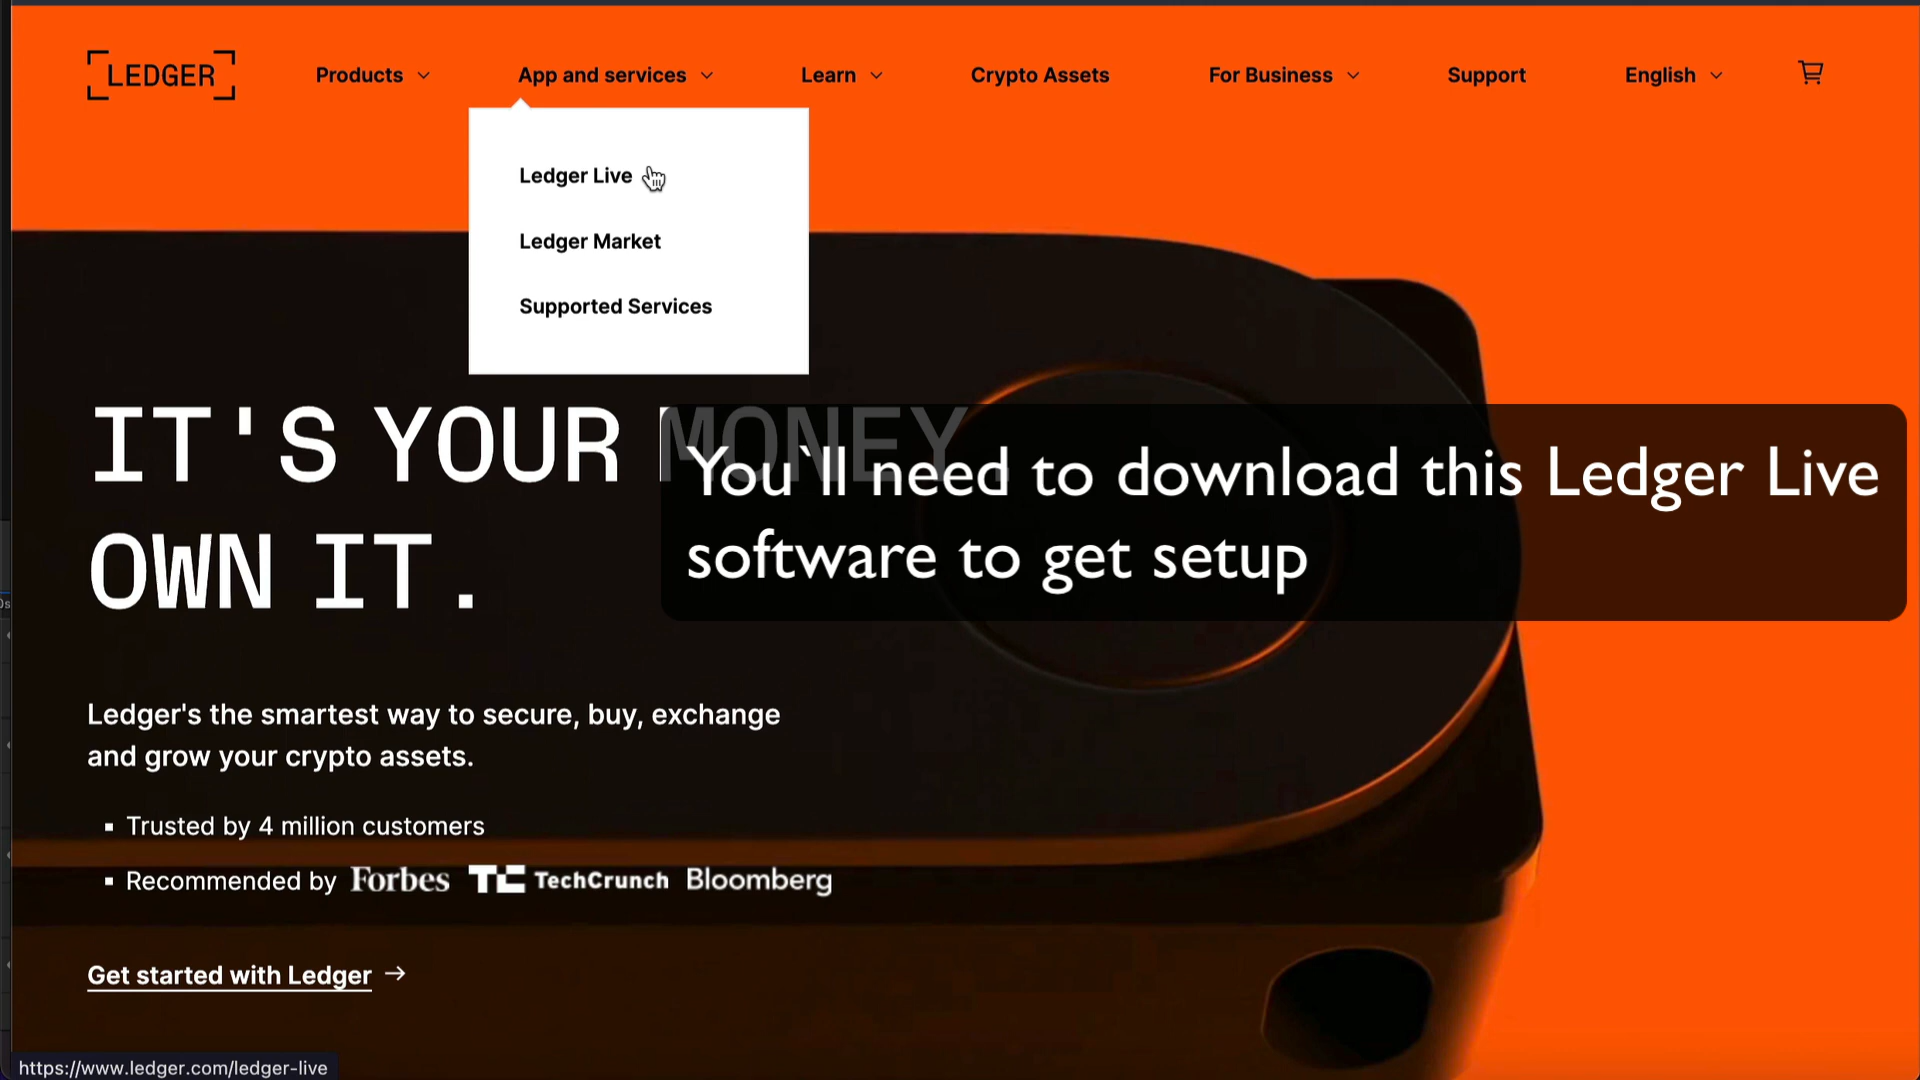 LEDGER
Products
App and services
Learn
Crypto Assets
For Business
Support
English
Ledger Live
Ledger Market
Supported Services
IT'S YOUR MONEY.
OWN IT.
You`ll need to download this Ledger Live
software to get setup
Ledger's the smartest way to secure, buy, exchange
and grow your crypto assets.
Trusted by 4 million customers
Recommended by Forbes TC TechCrunch Bloomberg
Get started with Ledger →
https://www.ledger.com/ledger-live